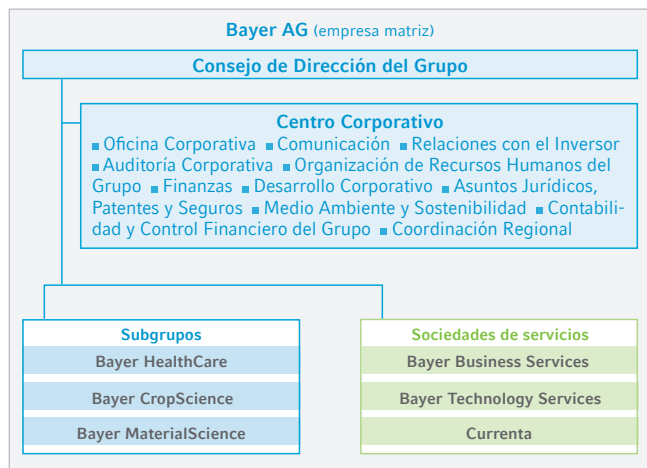 Bayer AG (empresa matriz)
Consejo de Dirección del Grupo
Centro Corporativo
■ Oficina Corporativa ■ Comunicación ■ Relaciones con el Inversor
■ Auditoría Corporativa ■ Organización de Recursos Humanos del
Grupo ■ Finanzas ■ Desarrollo Corporativo ■ Asuntos Jurídicos,
Patentes y Seguros ■ Medio Ambiente y Sostenibilidad ■ Contabili-
dad y Control Financiero del Grupo ■ Coordinación Regional
Subgrupos
Bayer HealthCare
Bayer CropScience
Bayer MaterialScience
Sociedades de servicios
Bayer Business Services
Bayer Technology Services
Currenta